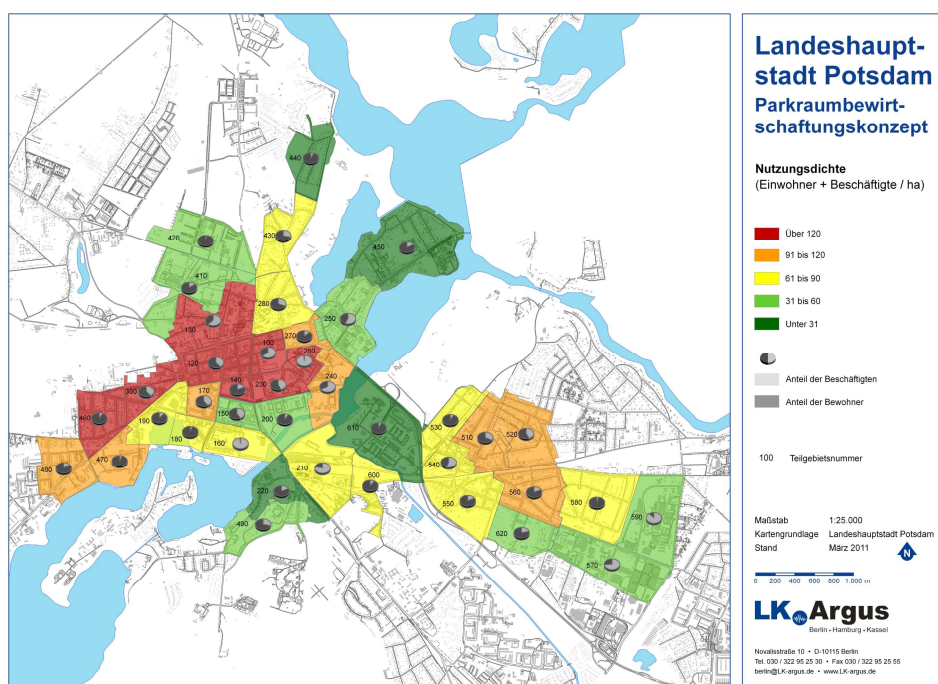 440
430
450
420
410
280
250
130
270
100
260
120
140
230
240
300
170
460
150
200
190
180
160
610
530
510
520
540
480
470
210
600
220
560
550
580
590
490
620
570
Landeshaupt-
stadt Potsdam
Parkraumbewirt-
schaftungskonzept
Nutzungsdichte
(Einwohner + Beschäftigte / ha)
Über 120
91 bis 120
61 bis 90
31 bis 60
Unter 31
Anteil der Beschäftigten
Anteil der Bewohner
100 Teilgebietsnummer
Maßstab 1:25.000
Kartengrundlage Landeshauptstadt Potsdam
Stand März 2011
N
0 200 400 600 800 1.000 m
LK Argus
Berlin • Hamburg • Kassel
Novalisstraße 10 • D-10115 Berlin
Tel. 030 / 322 95 25 30 • Fax 030 / 322 95 25 55
berlin@LK-argus.de • www.LK-argus.de